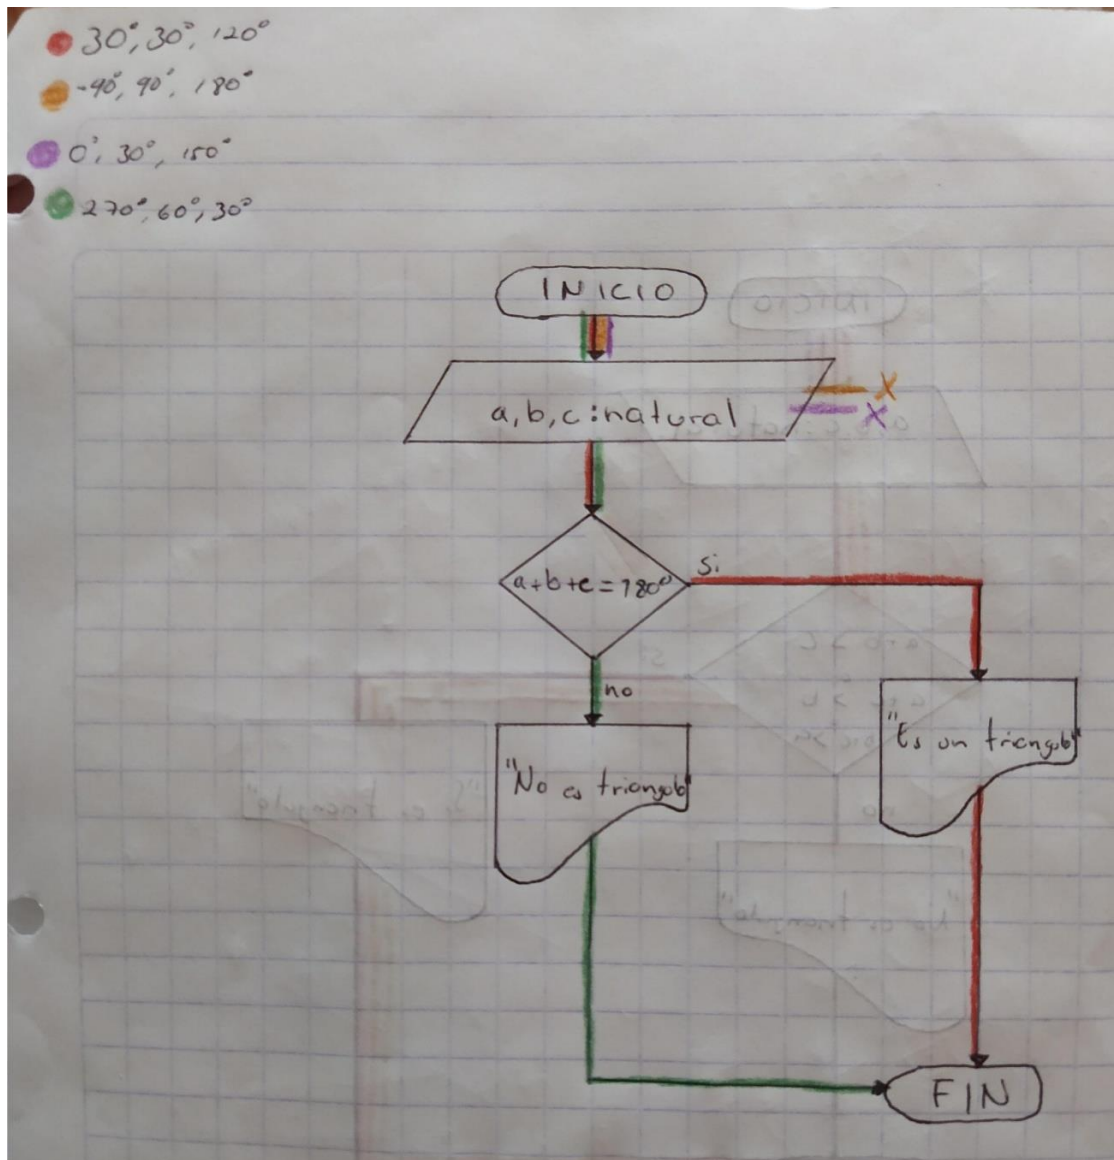 30°, 30°, 120°
-90°, 90°, 180°
0°, 30°, 150°
270°, 60°, 30°
INICIO
a, b, c : natural
X
X
a+b+c = 180°
Si
no
"Es un triangulo"
"No es triangulo"
FIN